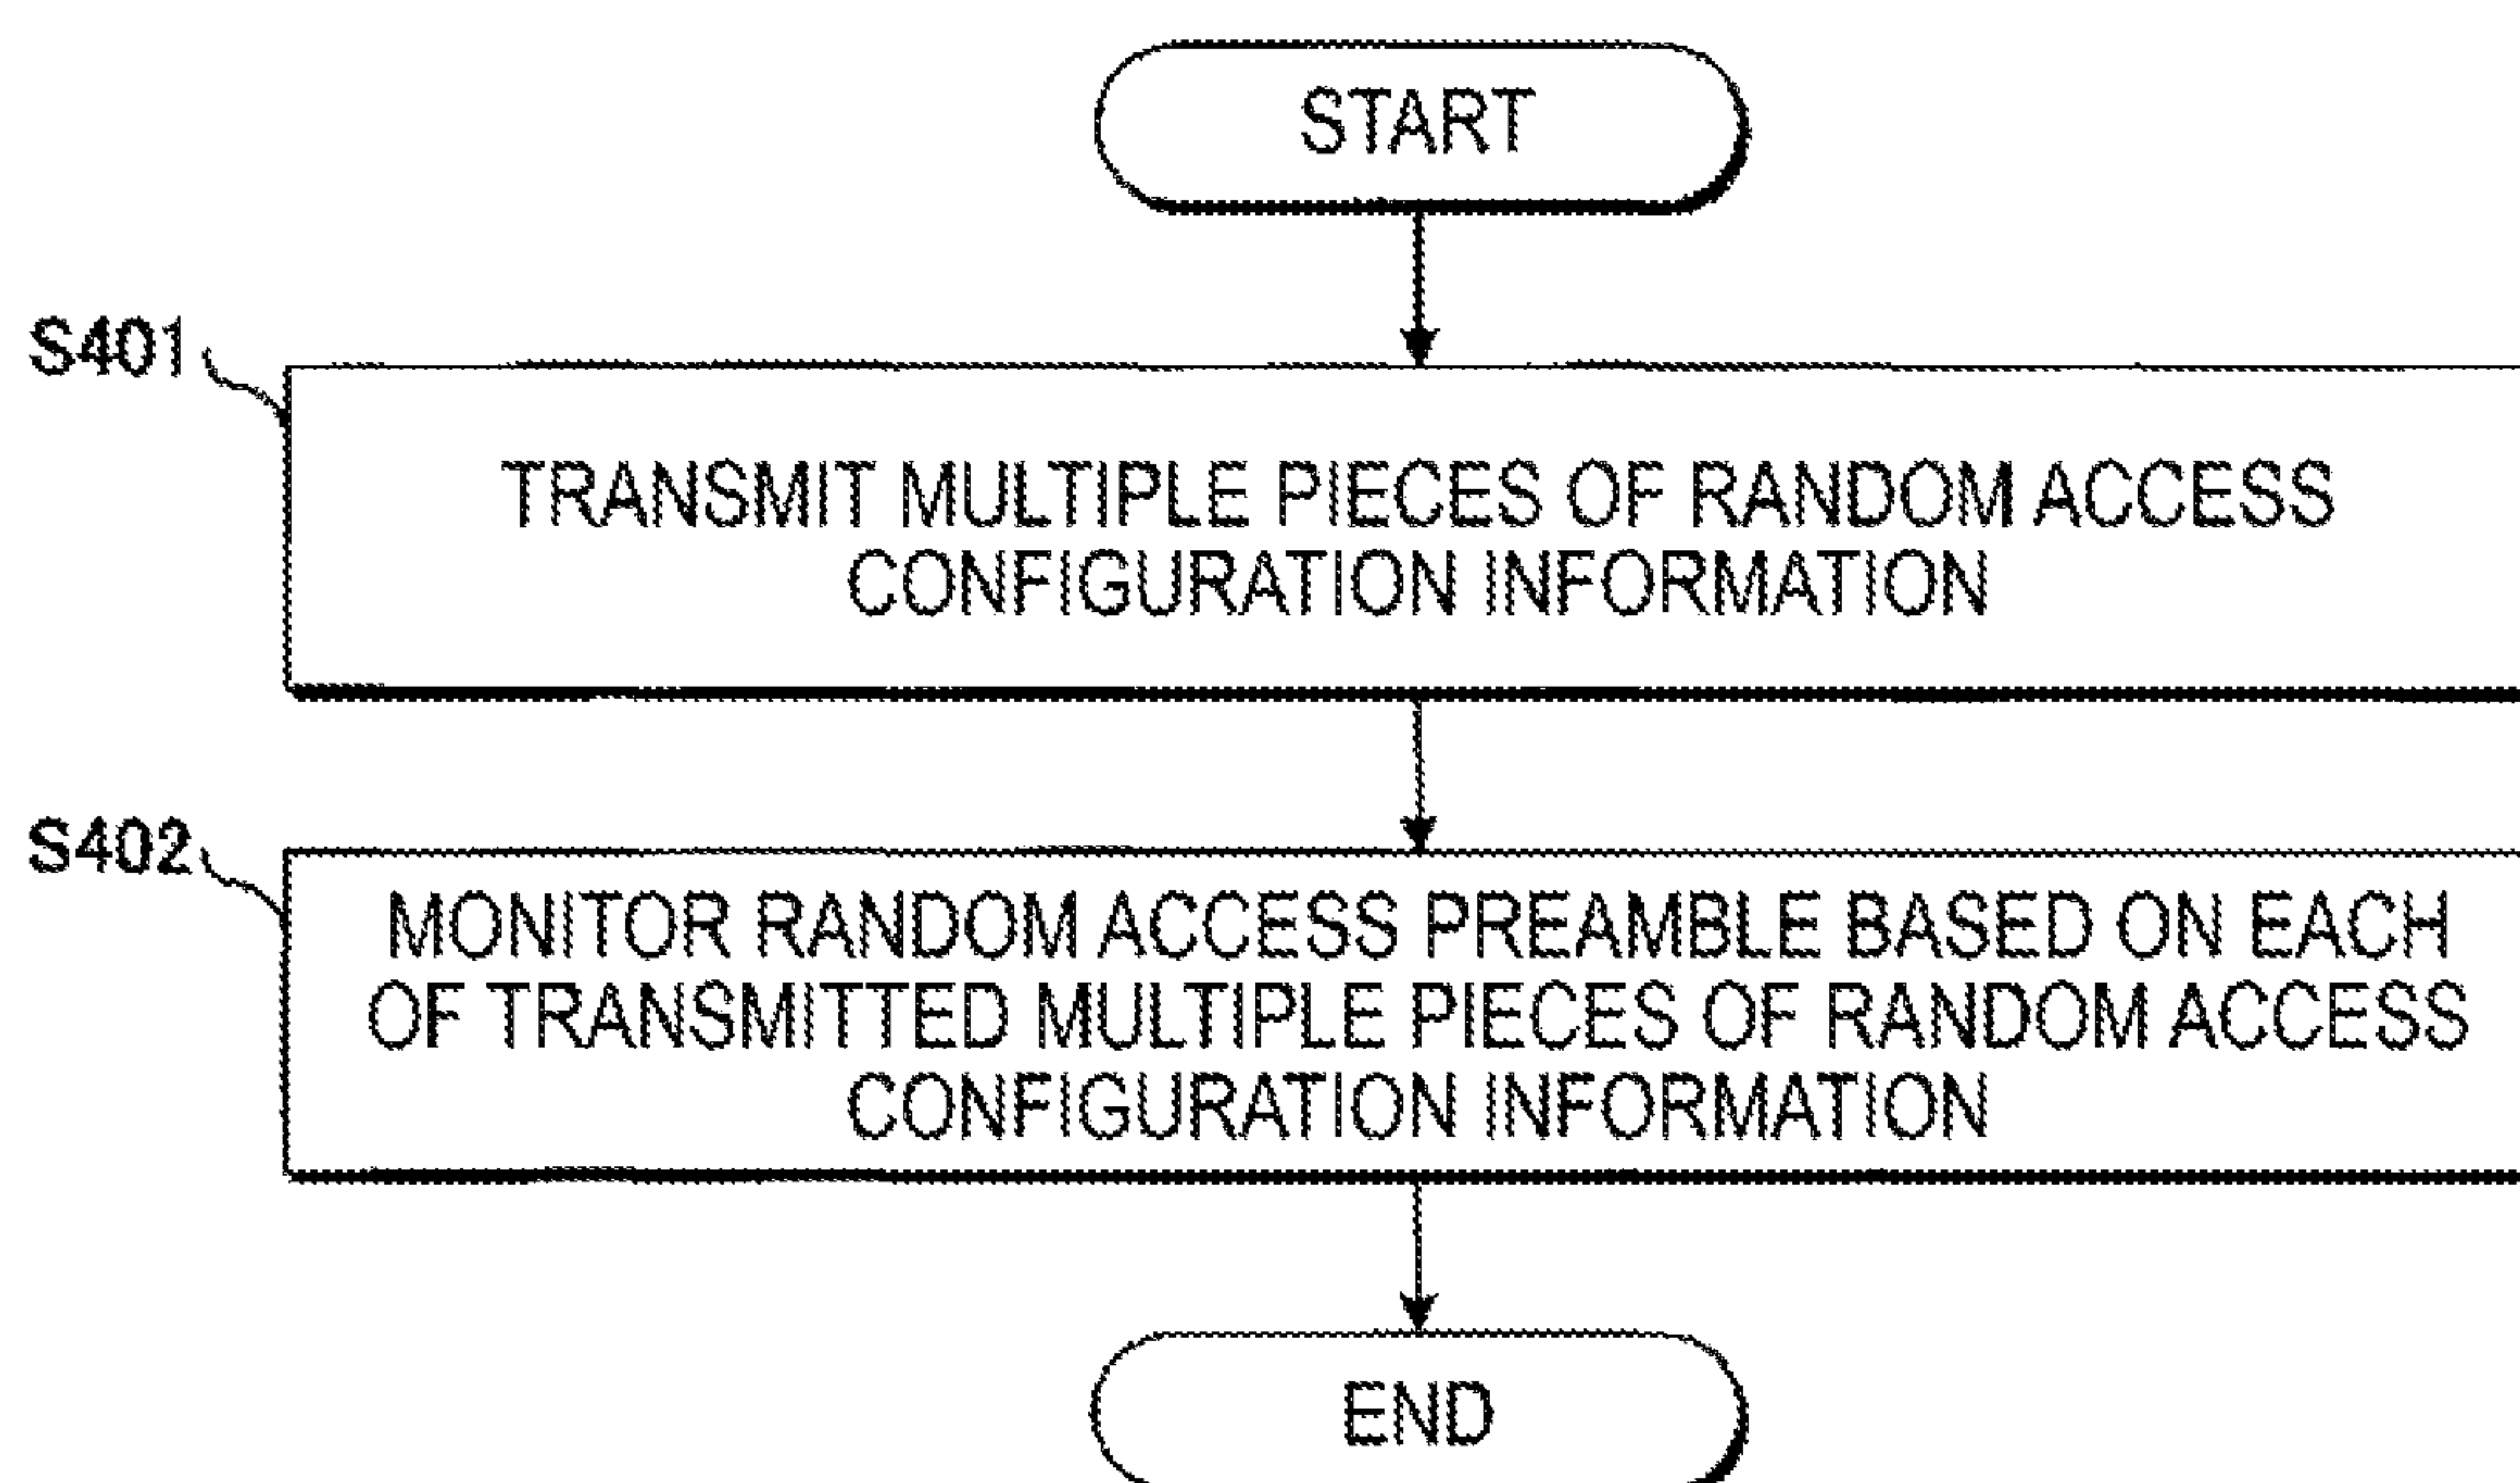 START
S401
TRANSMIT MULTIPLE PIECES OF RANDOM ACCESS
CONFIGURATION INFORMATION
S402
MONITOR RANDOM ACCESS PREAMBLE BASED ON EACH
OF TRANSMITTED MULTIPLE PIECES OF RANDOM ACCESS
CONFIGURATION INFORMATION
END